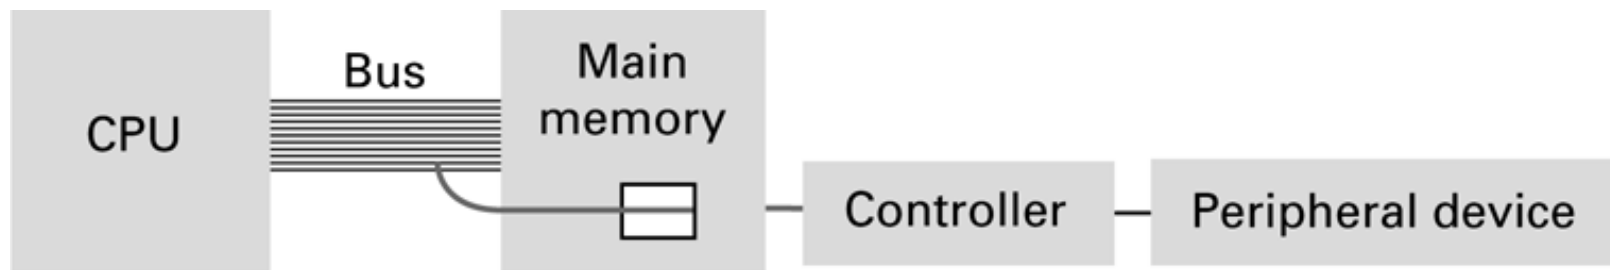 CPU
Bus
Main
memory
Controller
Peripheral device